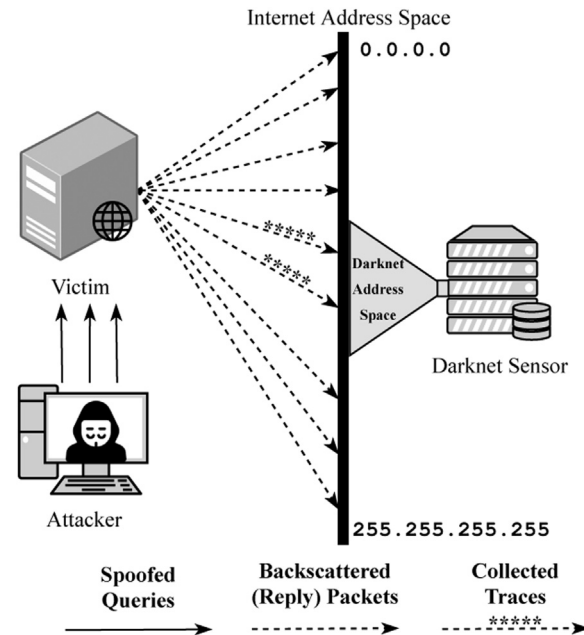 Internet Address Space
0.0.0.0
*****
*****
Victim
Darknet
Address
Space
Darknet Sensor
Attacker
255.255.255.255
Spoofed
Queries
Backscattered
(Reply) Packets
Collected
Traces
*****